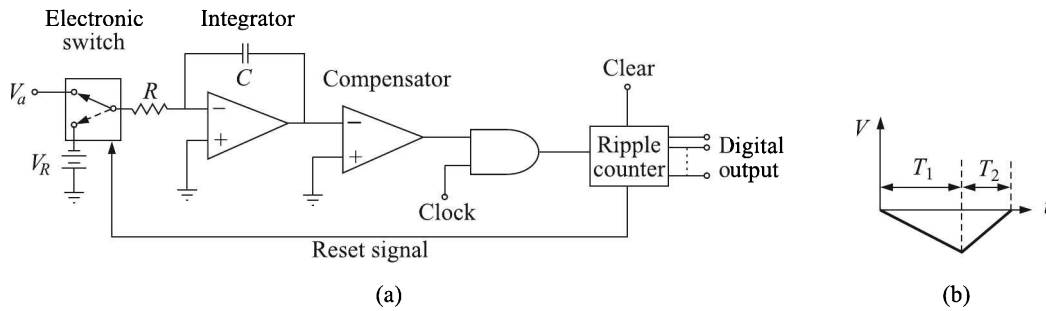 Electronic
switch
Integrator
C
Compensator
Clear
Va
R
−
+
−
+
VR
Ripple
counter
Digital
output
Clock
Reset signal
(a)
V
T1
T2
t
(b)